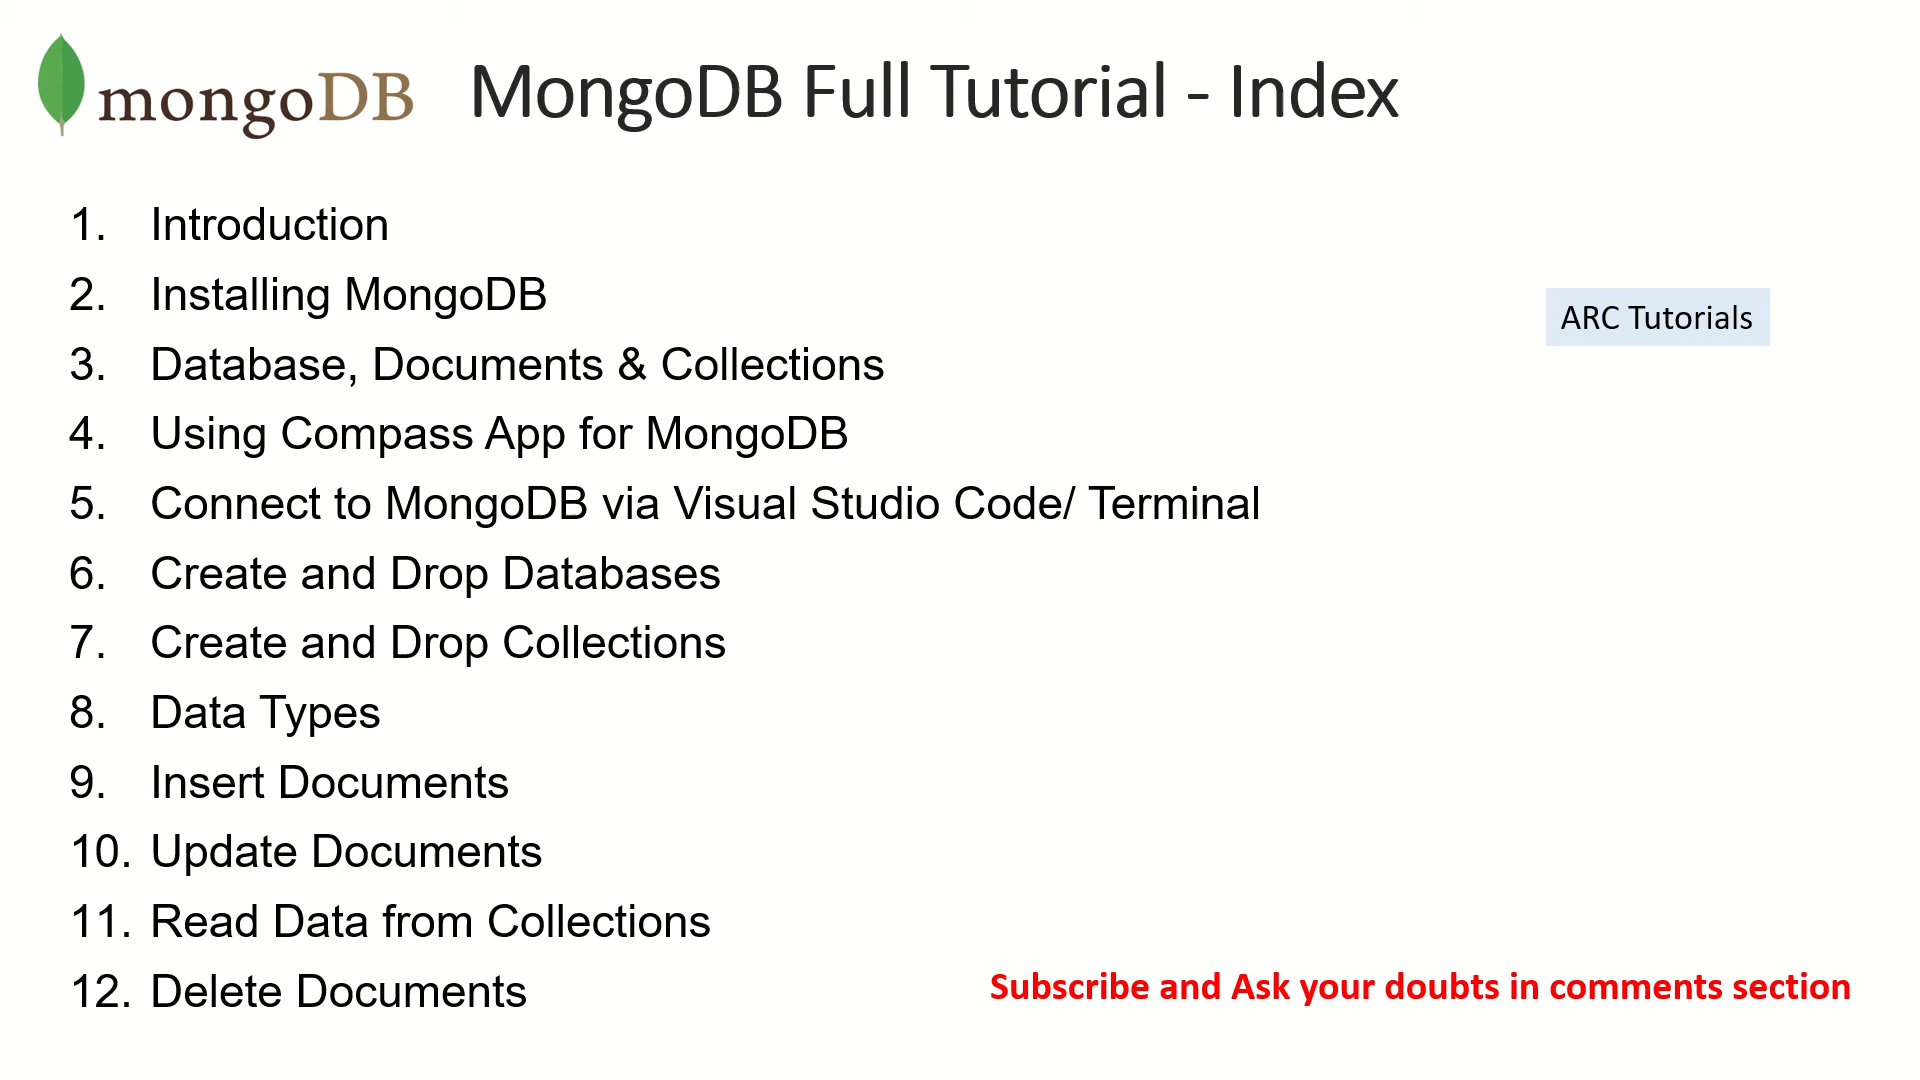 mongoDB
MongoDB Full Tutorial - Index
1. Introduction
2. Installing MongoDB
ARC Tutorials
3. Database, Documents & Collections
4. Using Compass App for MongoDB
5. Connect to MongoDB via Visual Studio Code/ Terminal
6. Create and Drop Databases
7. Create and Drop Collections
8. Data Types
9. Insert Documents
10. Update Documents
11. Read Data from Collections
12. Delete Documents
Subscribe and Ask your doubts in comments section